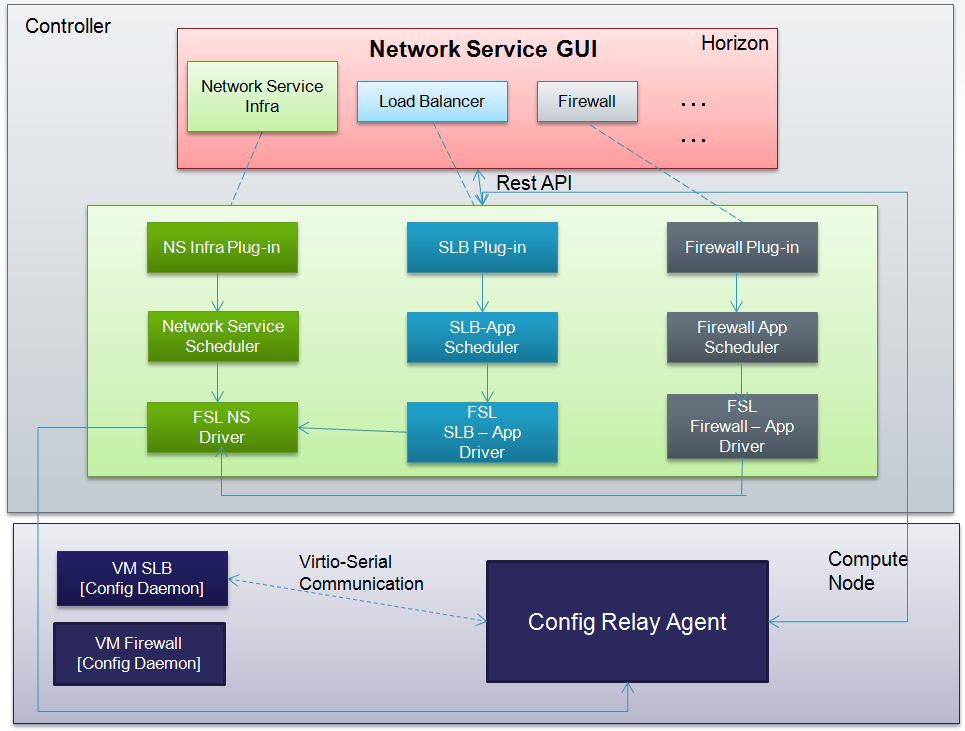 Controller
Network Service GUI
Horizon
Network Service
Infra
Load Balancer
Firewall
...
...
Rest API
NS Infra Plug-in
SLB Plug-in
Firewall Plug-in
Network Service
Scheduler
SLB-App
Scheduler
Firewall App
Scheduler
FSL NS
Driver
FSL
SLB – App
Driver
FSL
Firewall – App
Driver
VM SLB
[Config Daemon]
Virtio-Serial
Communication
Compute
Node
Config Relay Agent
VM Firewall
[Config Daemon]